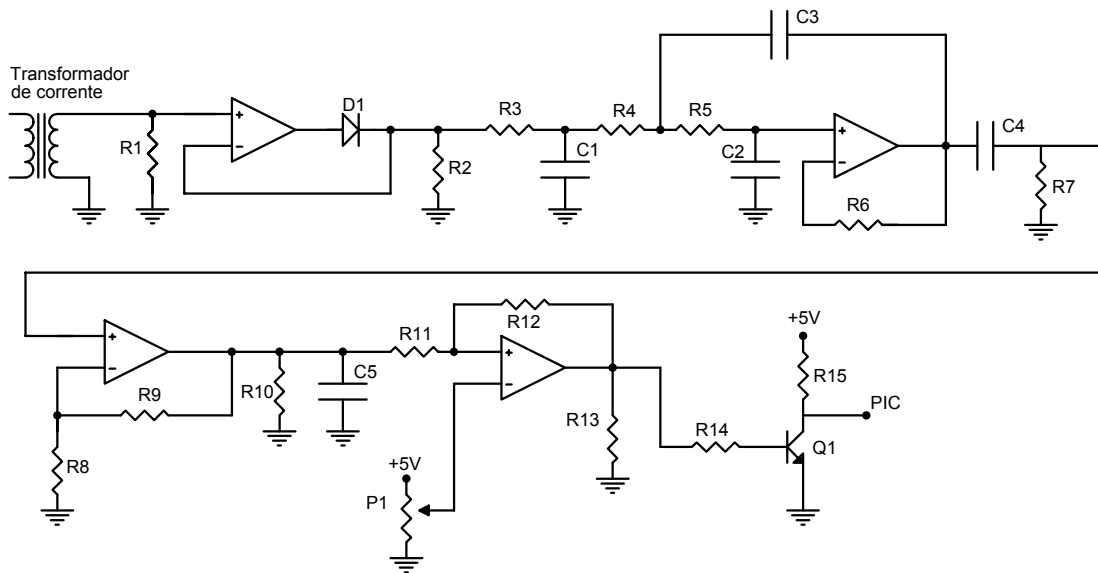 C3
Transformador
de corrente
D1
R3
R4
R5
C4
+
-
R1
R2
C1
C2
+
-
R6
R7
+
-
R9
R8
R10
C5
R11
R12
+
-
R13
+5V
P1
R14
+5V
R15
PIC
Q1